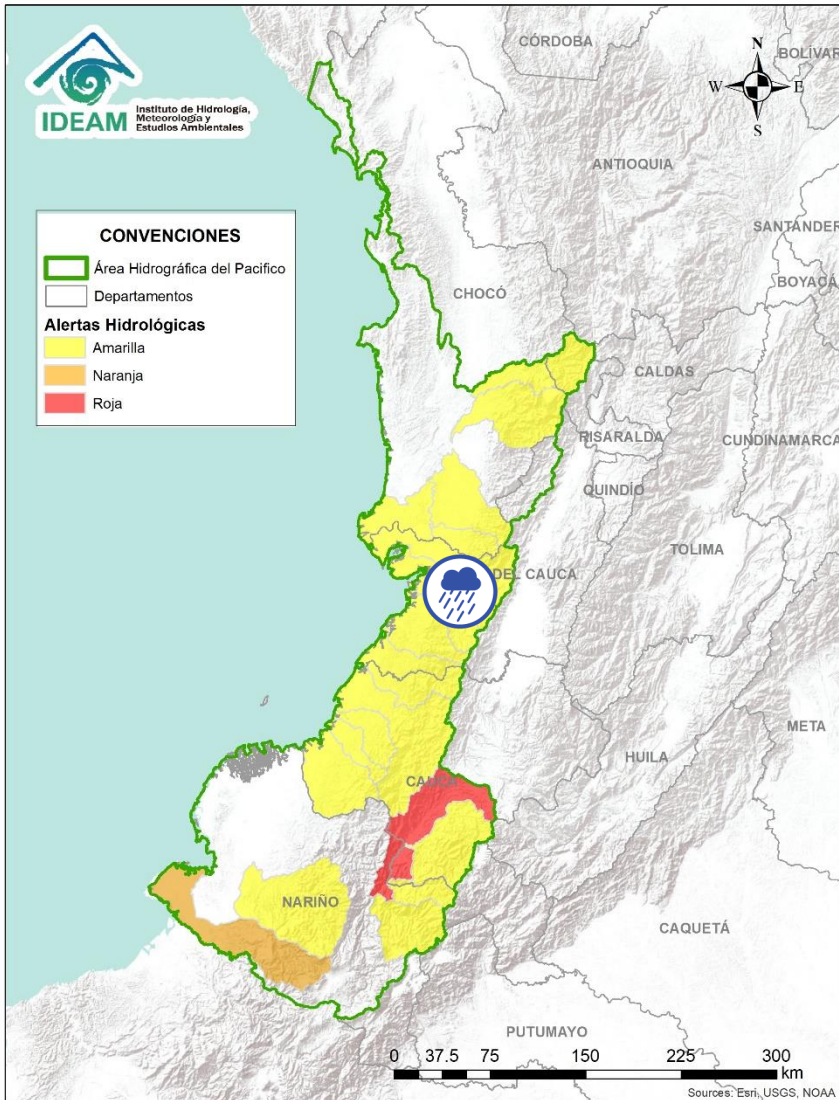 IDEAM
Instituto de Hidrología,
Meteorología y
Estudios Ambientales
CÓRDOBA
BOLÍVAR
N
W
E
S
ANTIOQUIA
SANTANDER
BOYACÁ
CONVENCIONES
Área Hidrográfica del Pacifico
Departamentos
Alertas Hidrológicas
Amarilla
Naranja
Roja
CHOCÓ
CALDAS
RISARALDA
CUNDINAMARCA
QUINDÍO
TOLIMA
DEL CAUCA
META
HUILA
CAUCA
NARIÑO
CAQUETÁ
PUTUMAYO
0 37.5 75 150 225 300
km
Sources: Esri, USGS, NOAA